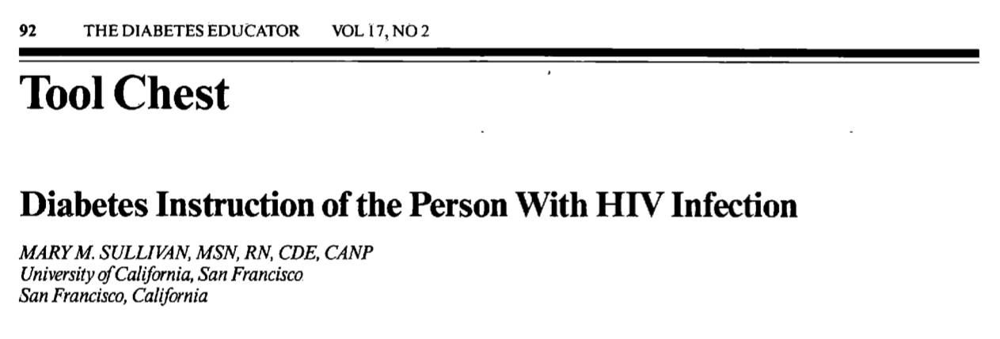 92 THE DIABETES EDUCATOR VOL 17, NO 2
Tool Chest
Diabetes Instruction of the Person With HIV Infection
MARY M. SULLIVAN, MSN, RN, CDE, CANP
University of California, San Francisco
San Francisco, California